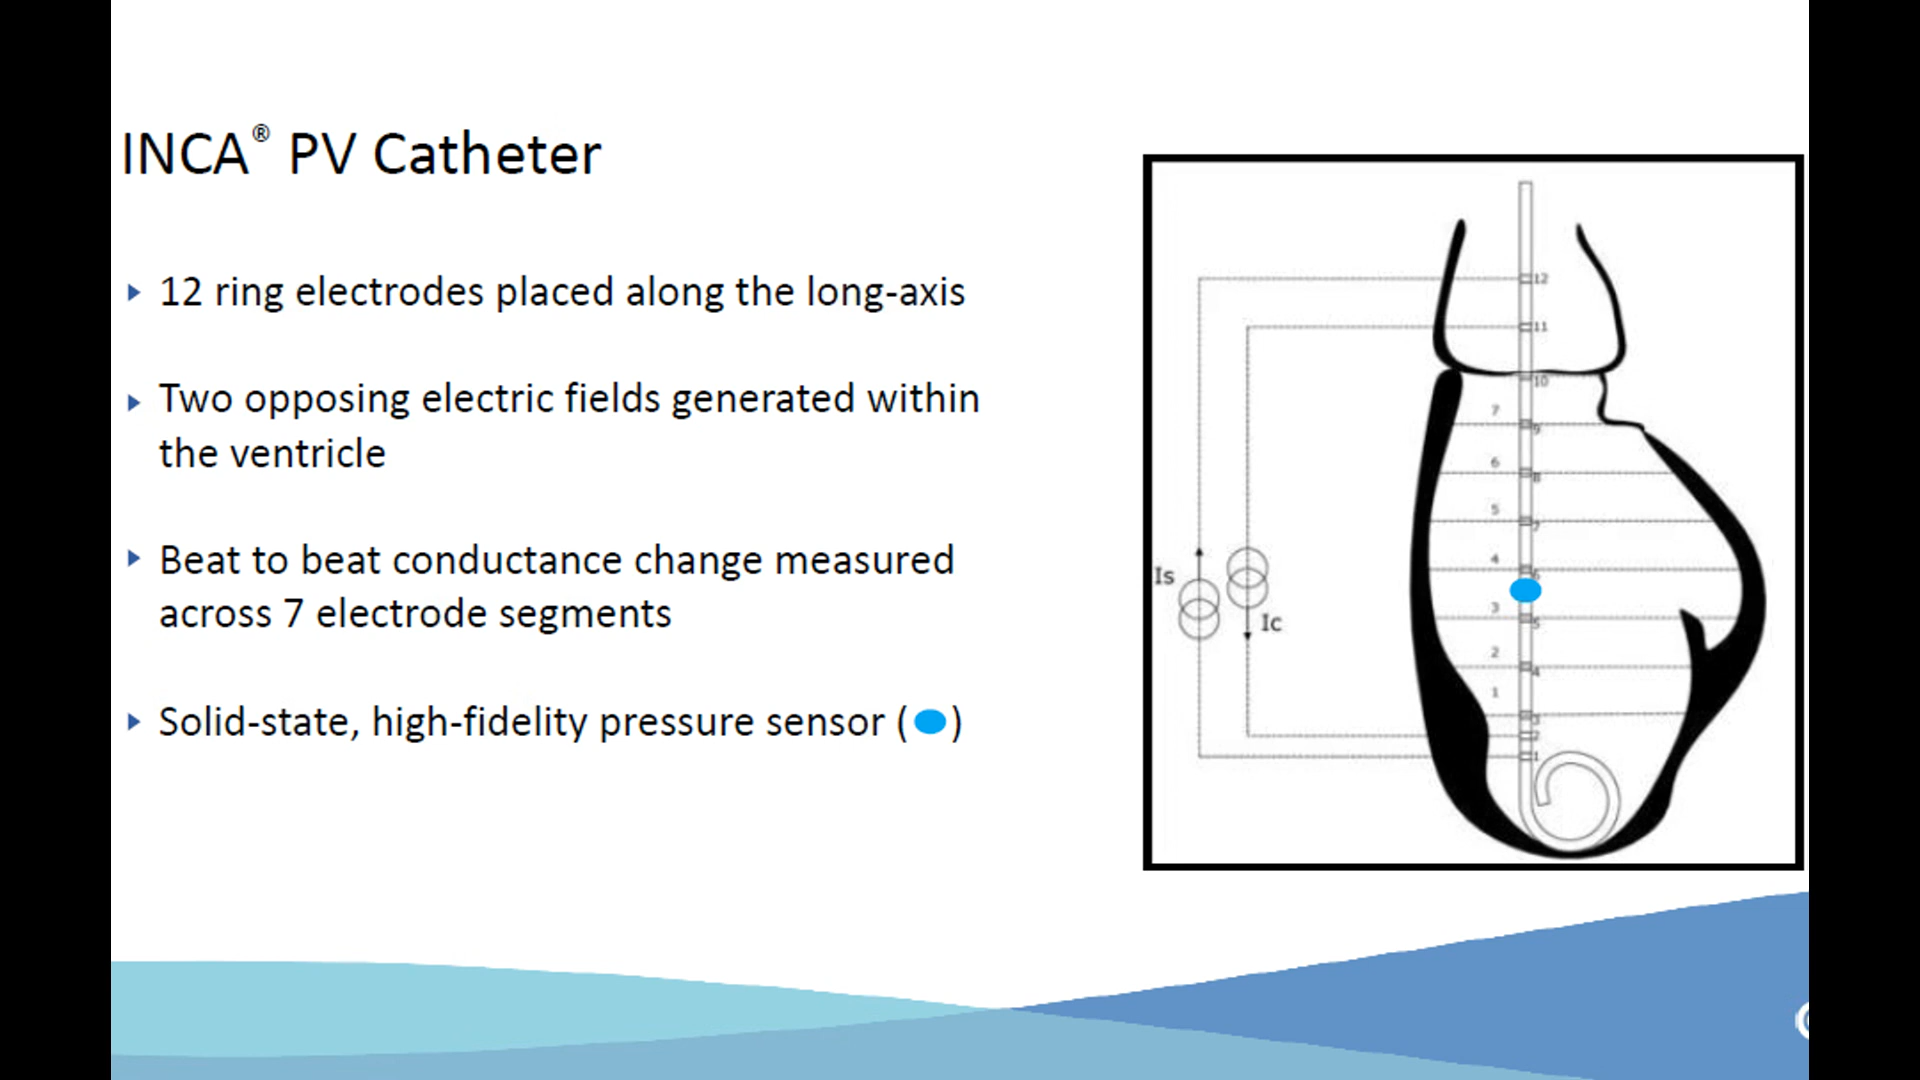 INCA® PV Catheter
12 ring electrodes placed along the long-axis
Two opposing electric fields generated within
the ventricle
Beat to beat conductance change measured
across 7 electrode segments
Solid-state, high-fidelity pressure sensor ( )
12
11
10
7
9
6
8
5
7
4
6
Is
3
5
Ic
2
4
1
3
2
1